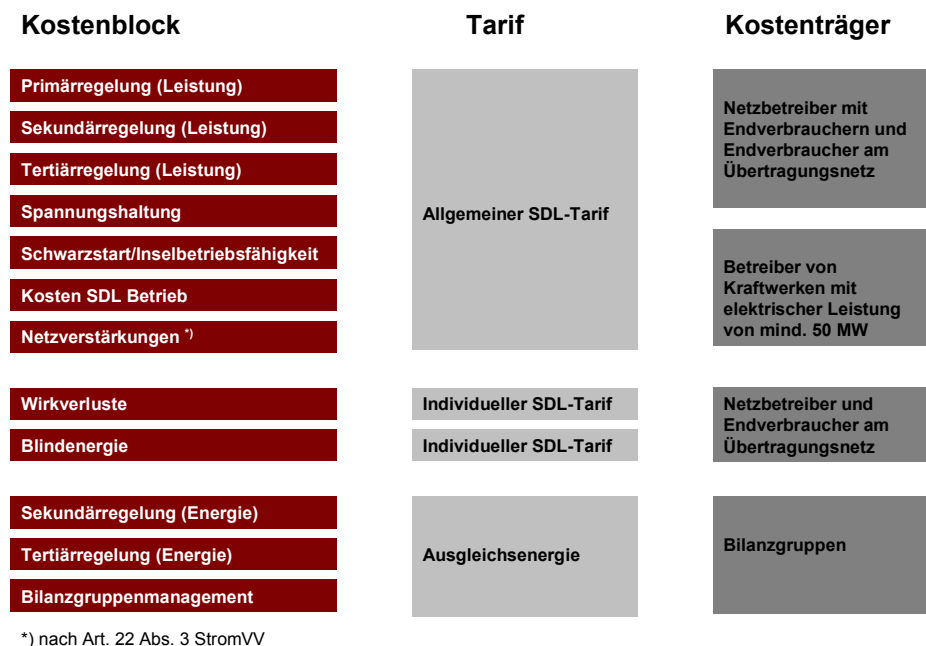 Kostenblock
Tarif
Kostenträger
Primärregelung (Leistung)
Sekundärregelung (Leistung)
Tertiärregelung (Leistung)
Spannungshaltung
Schwarzstart/Inselbetriebsfähigkeit
Kosten SDL Betrieb
Netzverstärkungen *)
Allgemeiner SDL-Tarif
Netzbetreiber mit
Endverbrauchern und
Endverbraucher am
Übertragungsnetz
Betreiber von
Kraftwerken mit
elektrischer Leistung
von mind. 50 MW
Wirkverluste
Individueller SDL-Tarif
Blindenergie
Individueller SDL-Tarif
Netzbetreiber und
Endverbraucher am
Übertragungsnetz
Sekundärregelung (Energie)
Tertiärregelung (Energie)
Bilanzgruppenmanagement
Ausgleichsenergie
Bilanzgruppen
*) nach Art. 22 Abs. 3 StromVV